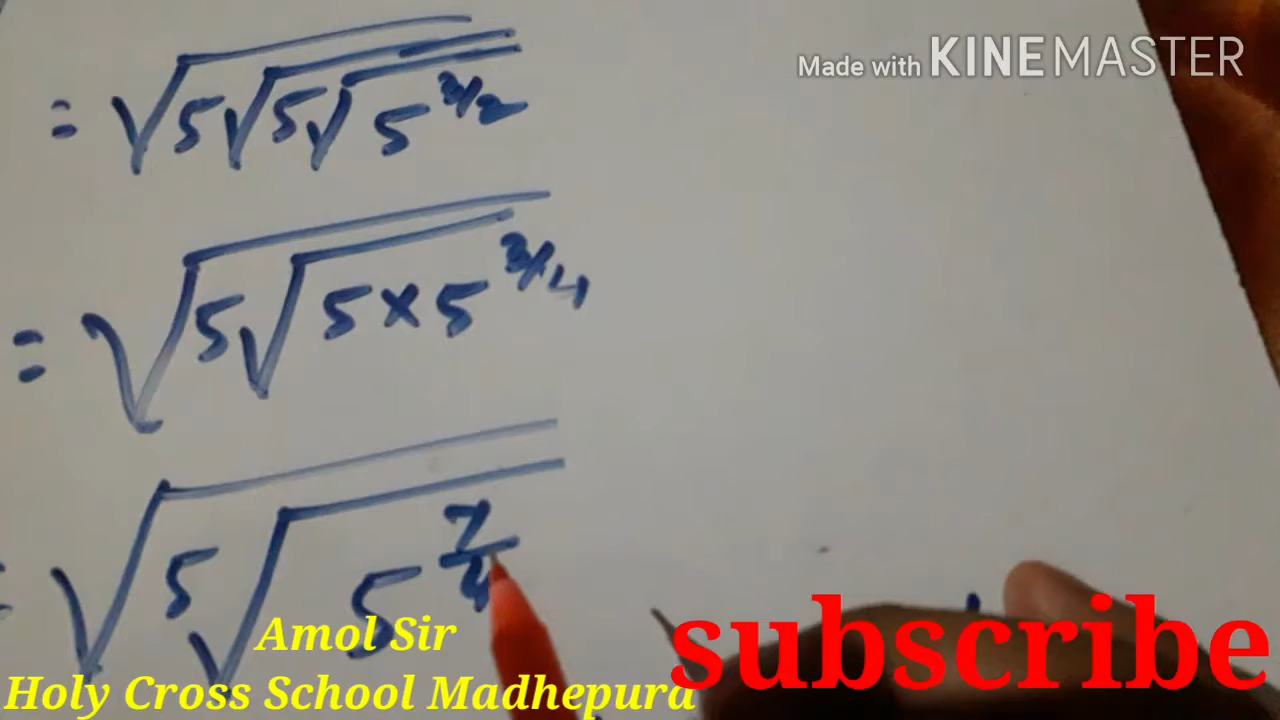 Made with KINEMASTER
= √5√5√5^3/2
= √5√5×5^3/4
= √5√5^7/4
Amol Sir
subscribe
Holy Cross School Madhepura